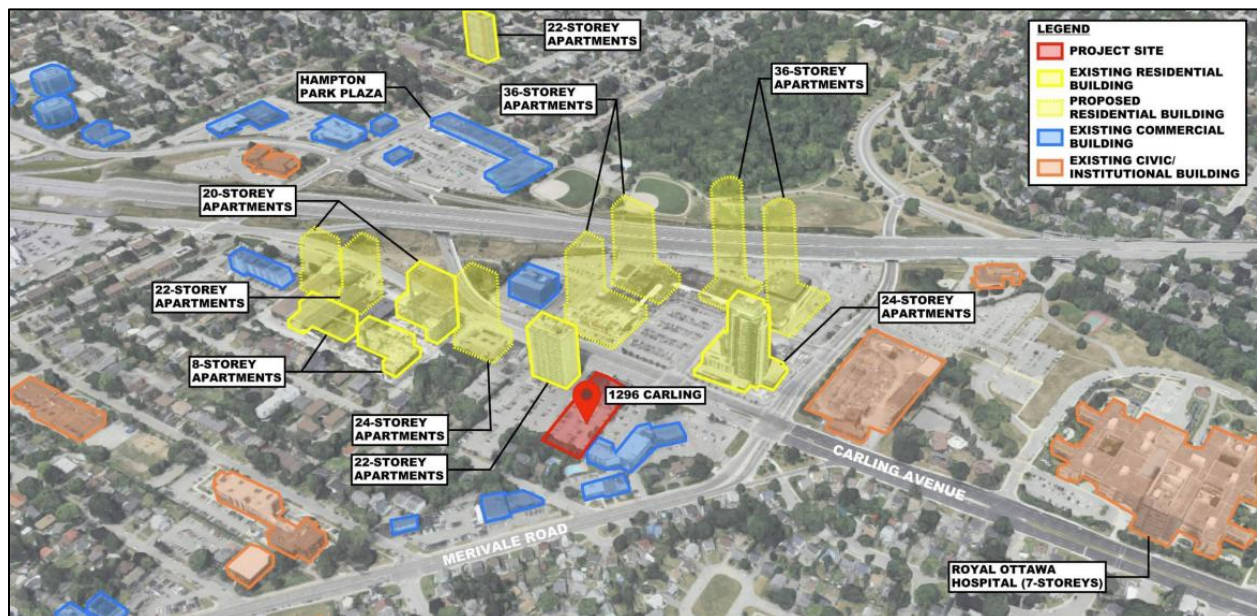 22-STOREY
APARTMENTS
HAMPTON
PARK PLAZA
36-STOREY
APARTMENTS
36-STOREY
APARTMENTS
LEGEND
PROJECT SITE
EXISTING RESIDENTIAL
BUILDING
PROPOSED
RESIDENTIAL BUILDING
EXISTING COMMERCIAL
BUILDING
EXISTING CIVIC/
INSTITUTIONAL BUILDING
20-STOREY
APARTMENTS
22-STOREY
APARTMENTS
24-STOREY
APARTMENTS
8-STOREY
APARTMENTS
1296 CARLING
24-STOREY
APARTMENTS
22-STOREY
APARTMENTS
CARLING AVENUE
MERIVALE ROAD
ROYAL OTTAWA
HOSPITAL (7-STOREYS)